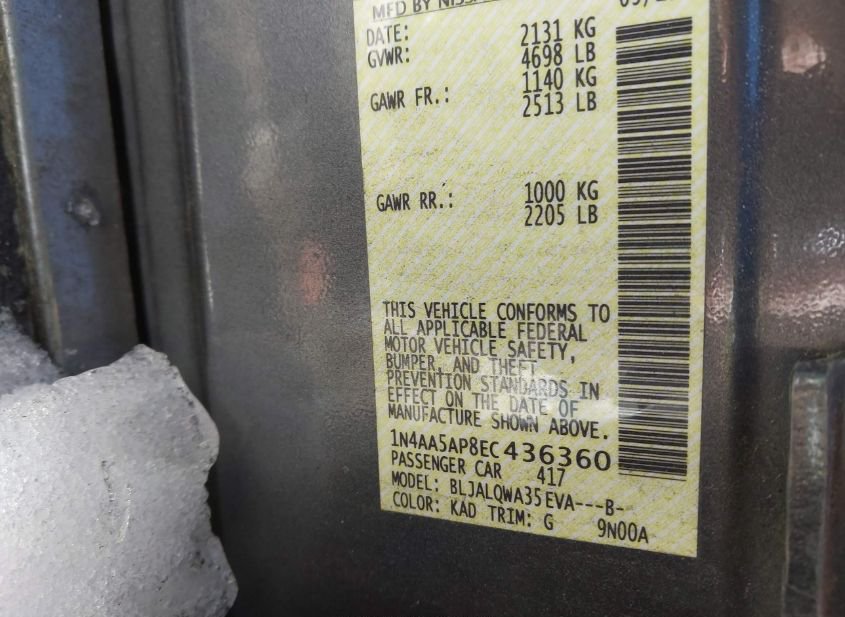 MFD BY
DATE:
GVWR: 2131 KG
4698 LB
GAWR FR.: 1140 KG
2513 LB
GAWR RR.: 1000 KG
2205 LB
THIS VEHICLE CONFORMS TO
ALL APPLICABLE FEDERAL
MOTOR VEHICLE SAFETY,
BUMPER, AND THEFT
PREVENTION STANDARDS IN
EFFECT ON THE DATE OF
MANUFACTURE SHOWN ABOVE.
1N4AA5AP8EC436360
PASSENGER CAR 417
MODEL: BLJALQWA35EVA---B-
COLOR: KAD TRIM: G 9N00A